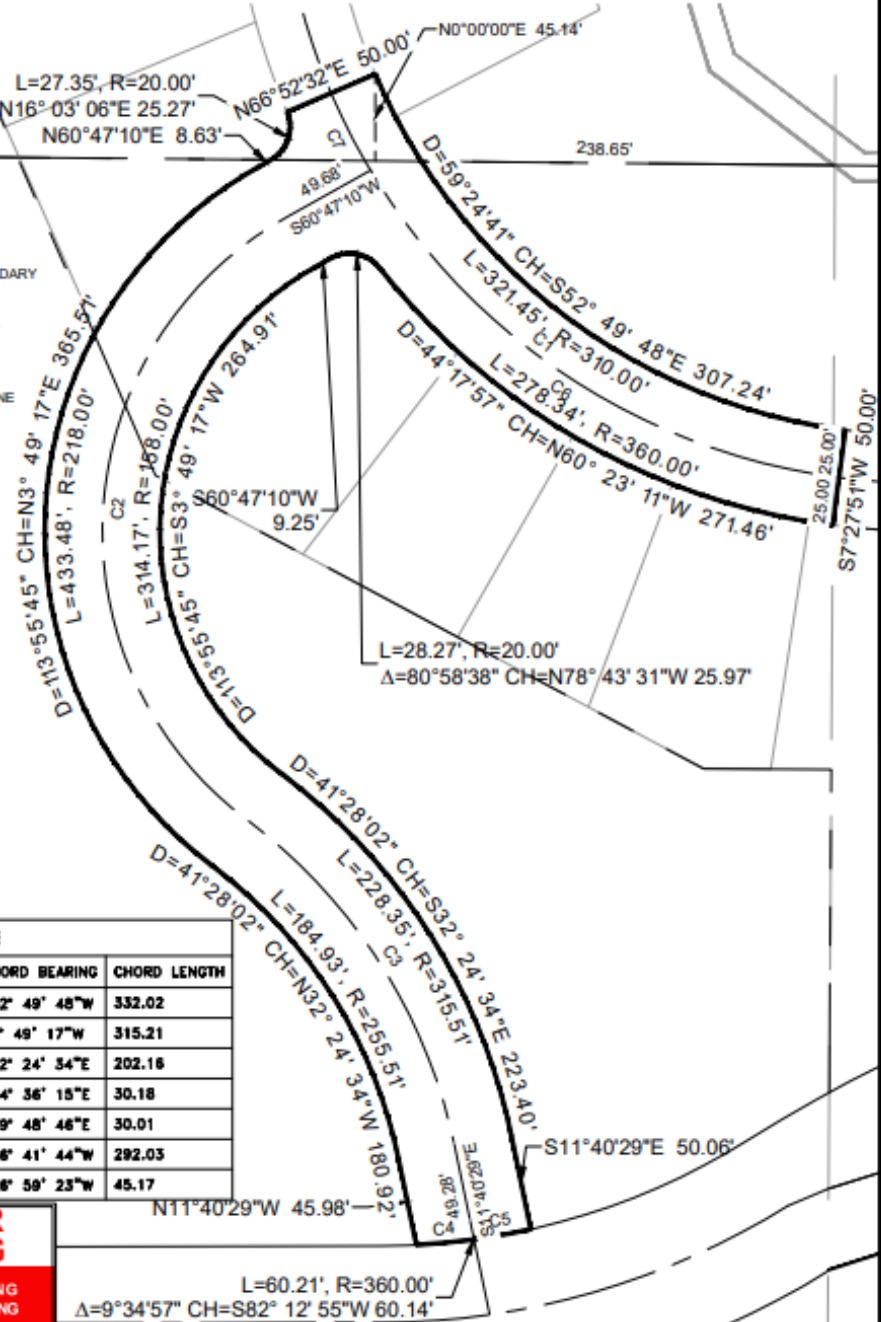 N0°00'00"E 45.14'
N66°52'32"E 50.00'
L=27.35', R=20.00'
N16° 03' 06"E 25.27'
N60°47'10"E 8.63'
C7
238.65'
49.68'
S60°47'10"W
D=59°24'41" CH=S52° 49' 48"E 307.24'
L=321.45', R=310.00'
C1
C6
L=278.34', R=360.00'
D=44°17'57" CH=N60° 23' 11"W 271.46'
25.00 25.00'
S7°27'51"W 50.00'
DARY
NE
D=113°55'45" CH=N3° 49' 17"E 365.51'
L=433.48', R=218.00'
C2
L=314.17', R=158.00'
D=113°55'45" CH=S3° 49' 17"W 264.91'
S60°47'10"W
9.25'
L=28.27', R=20.00'
Δ=80°58'38" CH=N78° 43' 31"W 25.97'
D=41°28'02" CH=S32° 24' 34"E 223.40'
L=228.35', R=315.51'
C3
L=184.93', R=255.51'
D=41°28'02" CH=N32° 24' 34"W 180.92'
ORD BEARING CHORD LENGTH
2° 49' 48"W 332.02
° 49' 17"W 315.21
2° 24' 34"E 202.16
4° 36' 15"E 30.18
9° 48' 46"E 30.01
6° 41' 44"W 292.03
6° 59' 23"W 45.17
S11°40'29"E 50.06'
S11°40'29"E
49.28'
N11°40'29"W 45.98'
C4
C5
L=60.21', R=360.00'
Δ=9°34'57" CH=S82° 12' 55"W 60.14'
NG
NG